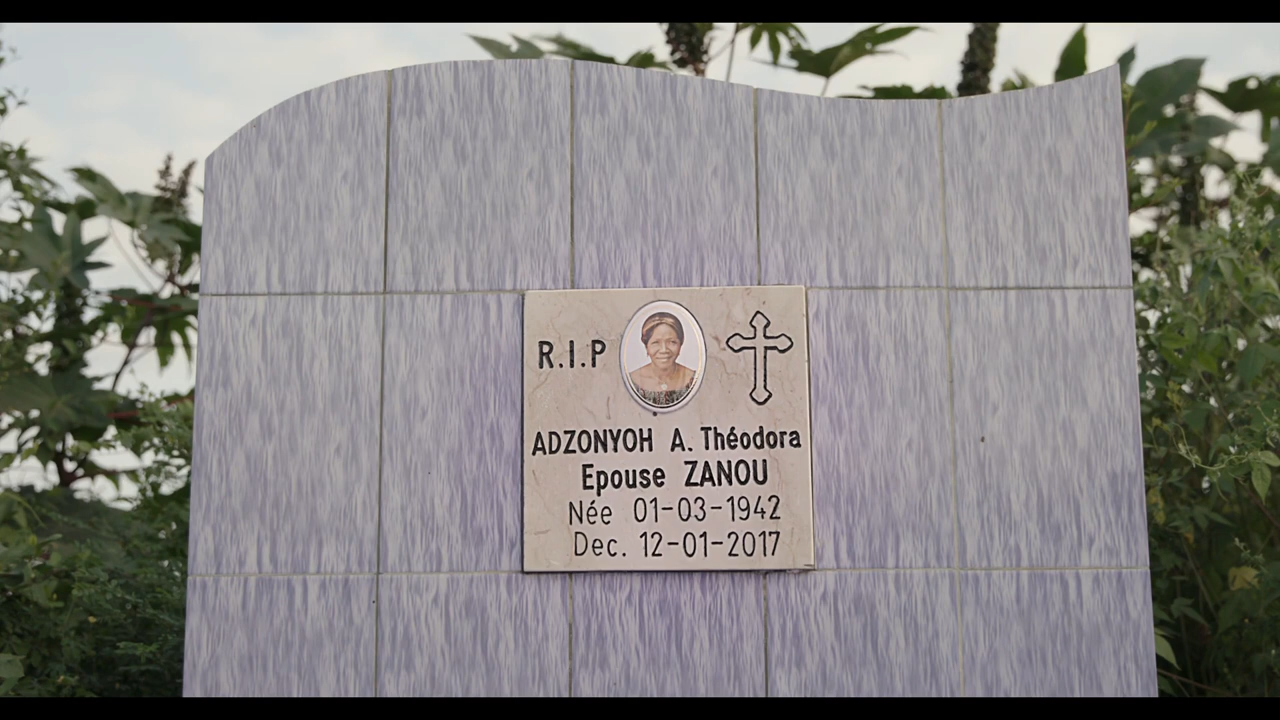 R.I.P
ADZONYOH A. Théodora
Epouse ZANOU
Née 01-03-1942
Dec. 12-01-2017